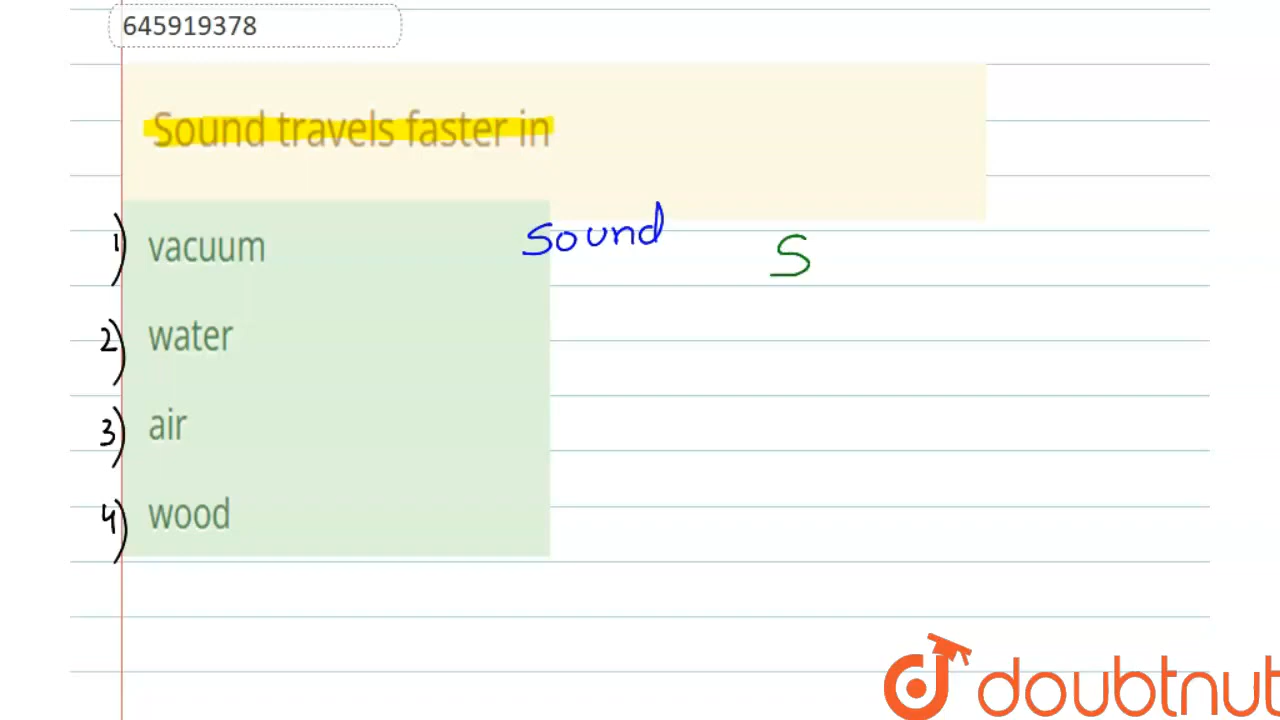 645919378
Sound travels faster in
1) vacuum
Sound S
2) water
3) air
4) wood
doubtnut